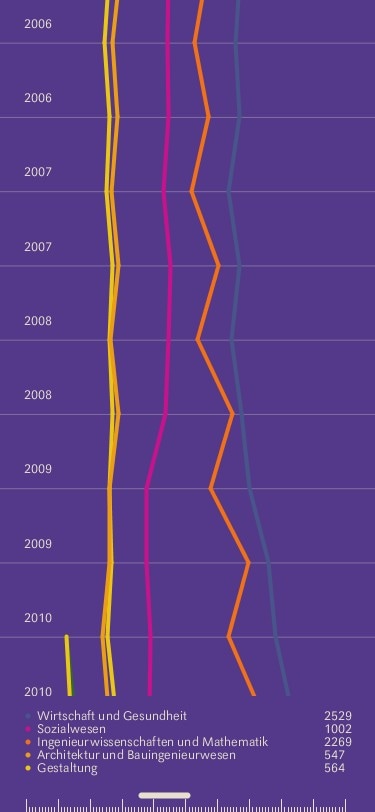 2006
2006
2007
2007
2008
2008
2009
2009
2010
2010
Wirtschaft und Gesundheit 2529
Sozialwesen 1002
Ingenieurwissenschaften und Mathematik 2269
Architektur und Bauingenieurwesen 547
Gestaltung 564